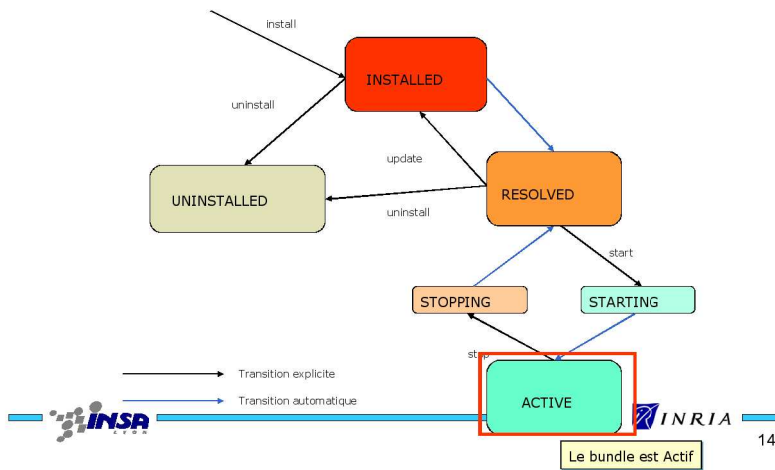 install
INSTALLED
uninstall
update
UNINSTALLED
RESOLVED
uninstall
start
STOPPING
STARTING
stop
Transition explicite
Transition automatique
ACTIVE
INSA
LYON
INRIA
14
Le bundle est Actif